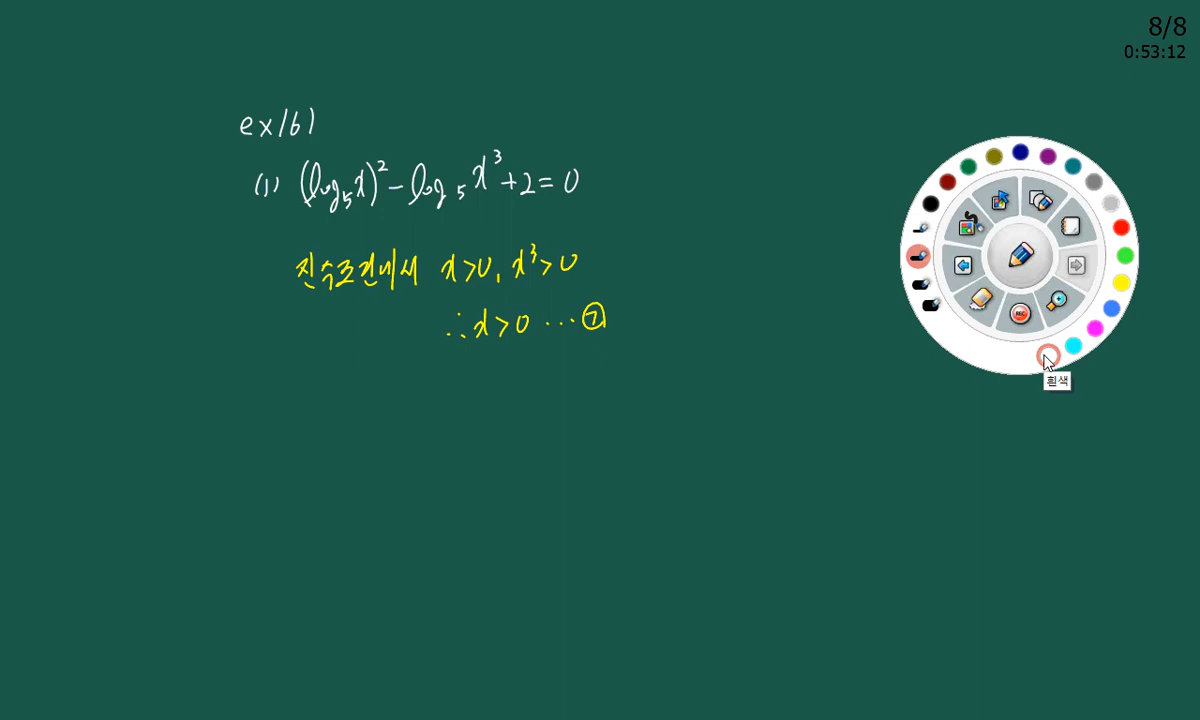 8/8
0:53:12
ex16)
(1) (log₅x)² - log₅x³ + 2 = 0
진수조건에서 x>0, x³>0
∴ x>0 … ㉠
REC
흰색